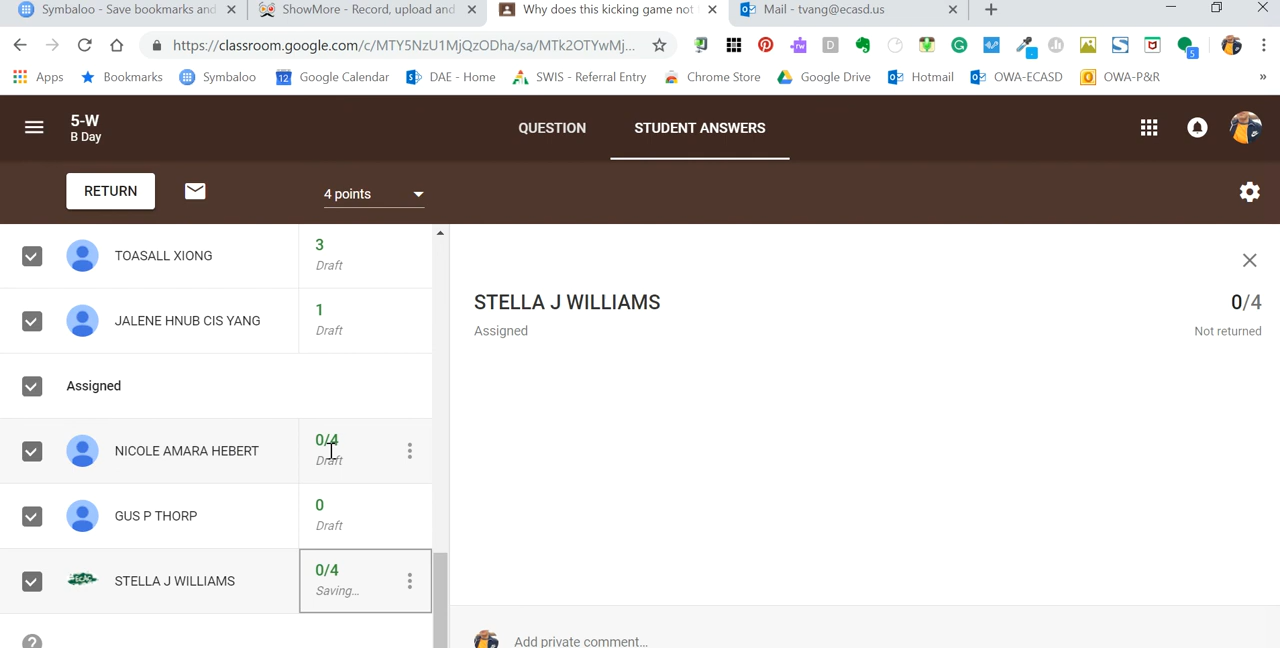 Symbaloo - Save bookmarks and
ShowMore - Record, upload and
Why does this kicking game not
Mail - tvang@ecasd.us
https://classroom.google.com/c/MTY5NzU1MjQzODha/sa/MTk2OTYwMj...
Apps
Bookmarks
Symbaloo
12
Google Calendar
DAE - Home
SWIS - Referral Entry
Chrome Store
Google Drive
Hotmail
OWA-ECASD
OWA-P&R
»
5
5-W
B Day
QUESTION
STUDENT ANSWERS
RETURN
4 points
TOASALL XIONG
3
Draft
JALENE HNUB CIS YANG
1
Draft
Assigned
NICOLE AMARA HEBERT
0/4
Draft
GUS P THORP
0
Draft
STELLA J WILLIAMS
0/4
Saving...
STELLA J WILLIAMS
0/4
Assigned
Not returned
Add private comment...